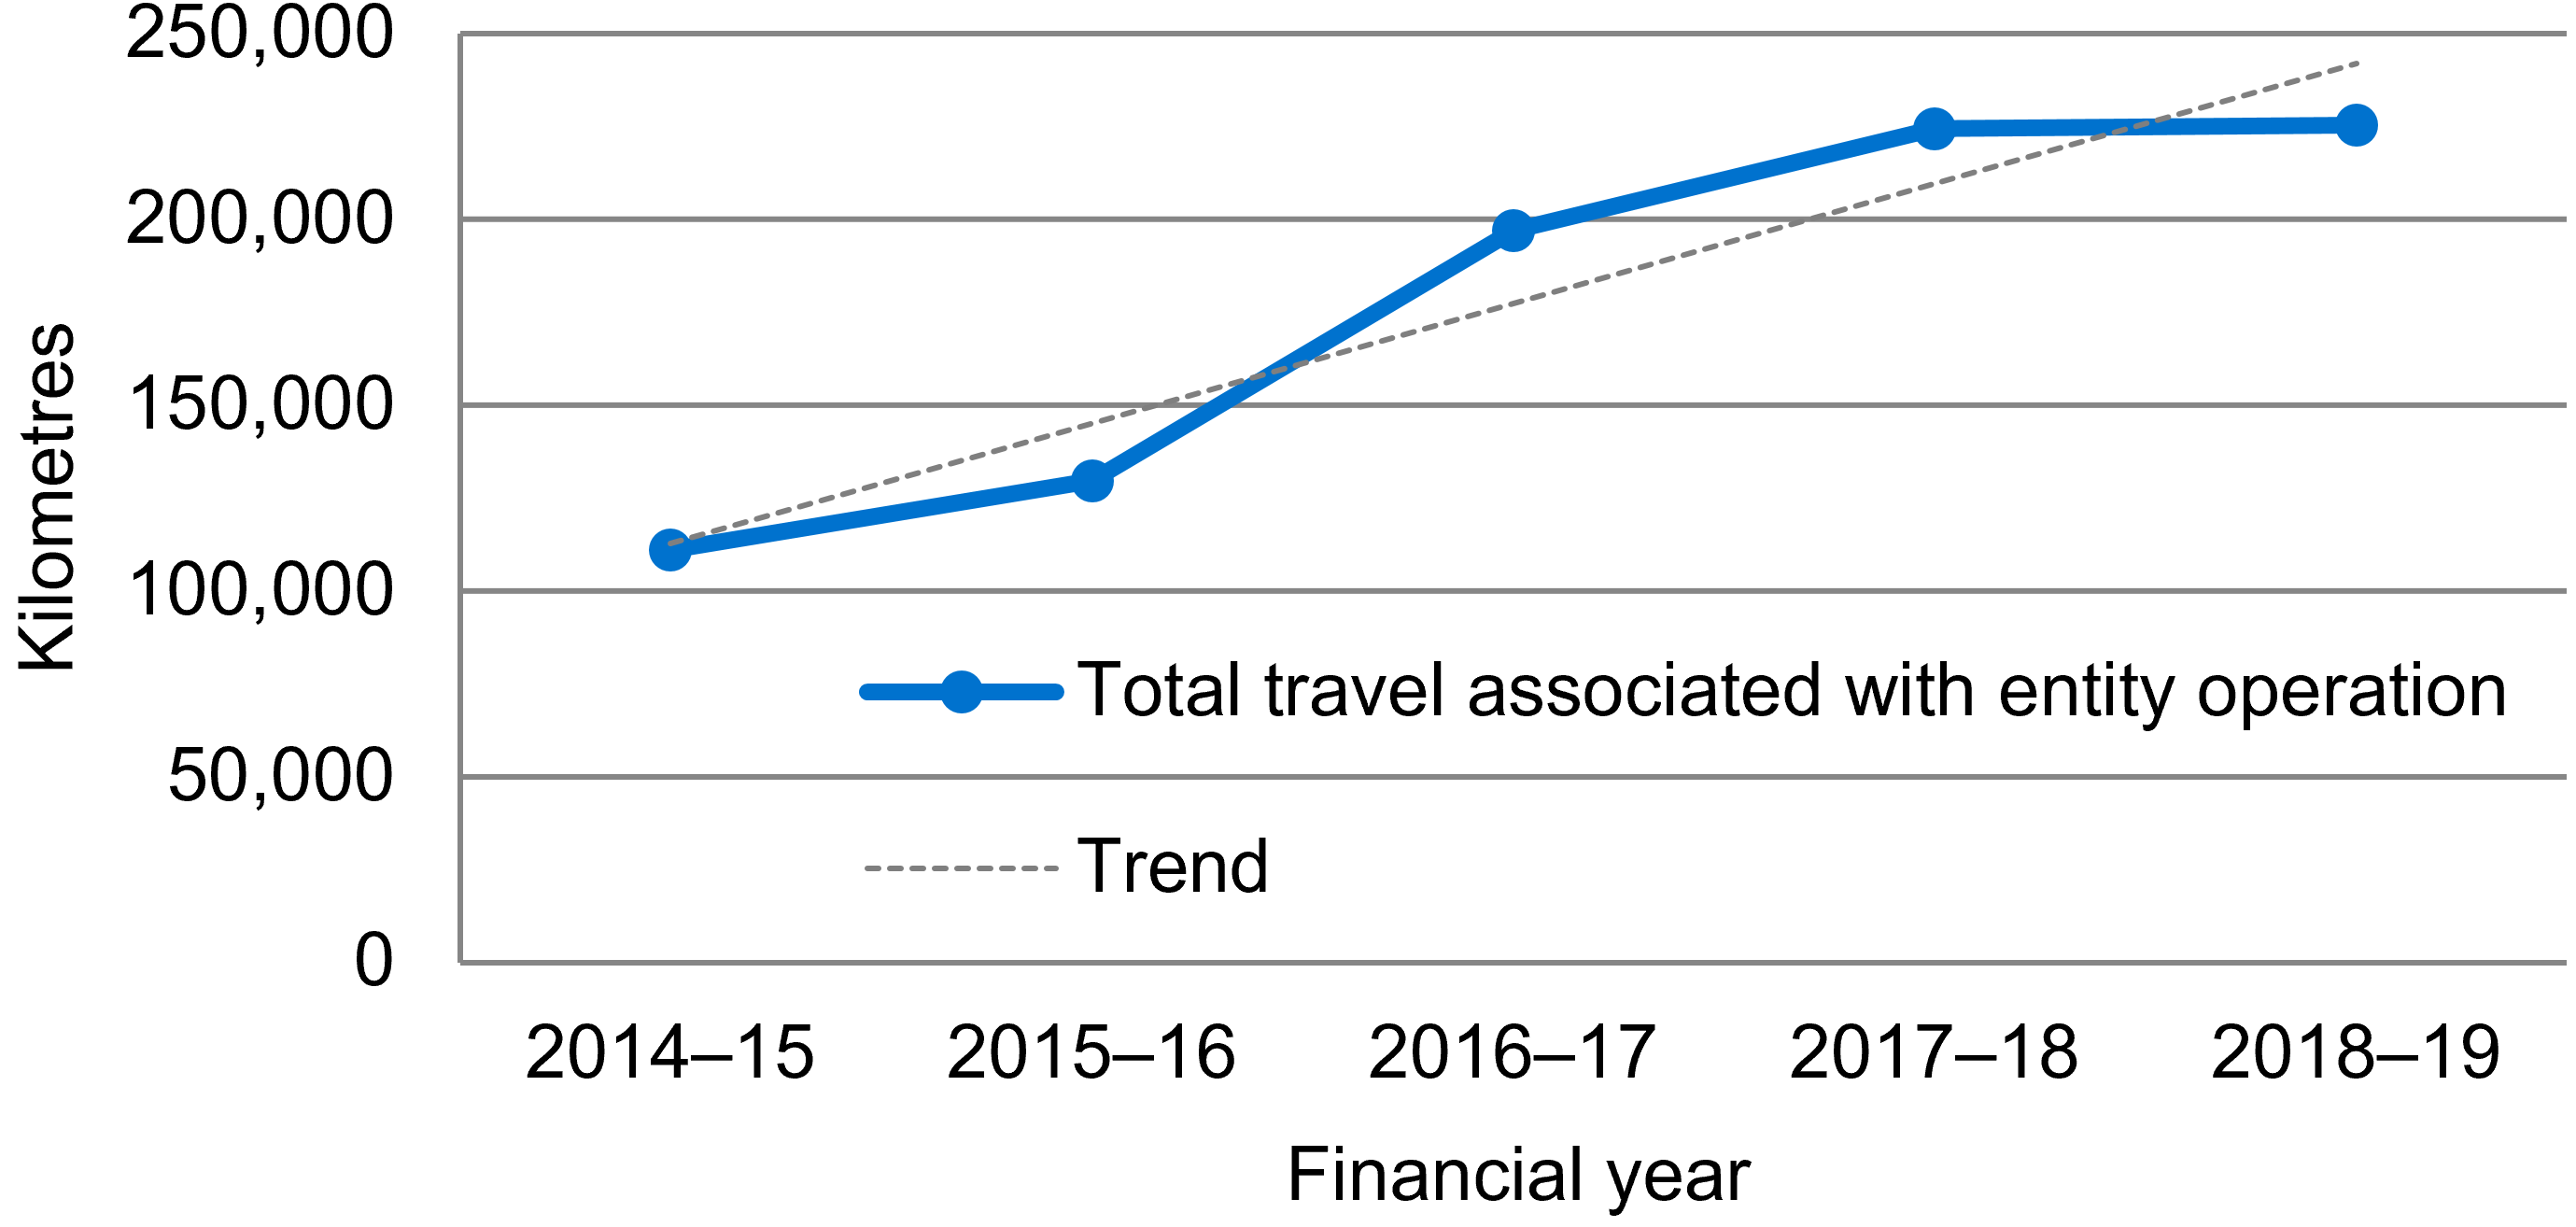 250,000
200,000
150,000
100,000
50,000
0
Kilometres
Total travel associated with entity operation
Trend
2014–15 2015–16 2016–17 2017–18 2018–19
Financial year